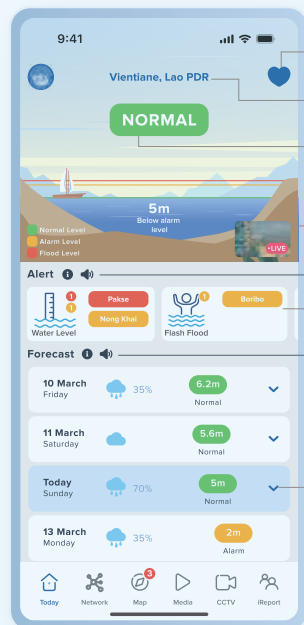 9:41
Vientiane, Lao PDR
NORMAL
5m
Below alarm
level
Normal Level
Alarm Level
Flood Level
LIVE
Alert
1
1
Pakse
Nong Khai
Water Level
1
Boribo
Flash Flood
Forecast
10 March
Friday
35%
6.2m
Normal
11 March
Saturday
5.6m
Normal
Today
Sunday
70%
5m
Normal
13 March
Monday
35%
2m
Alarm
3
Today
Network
Map
Media
CCTV
iReport